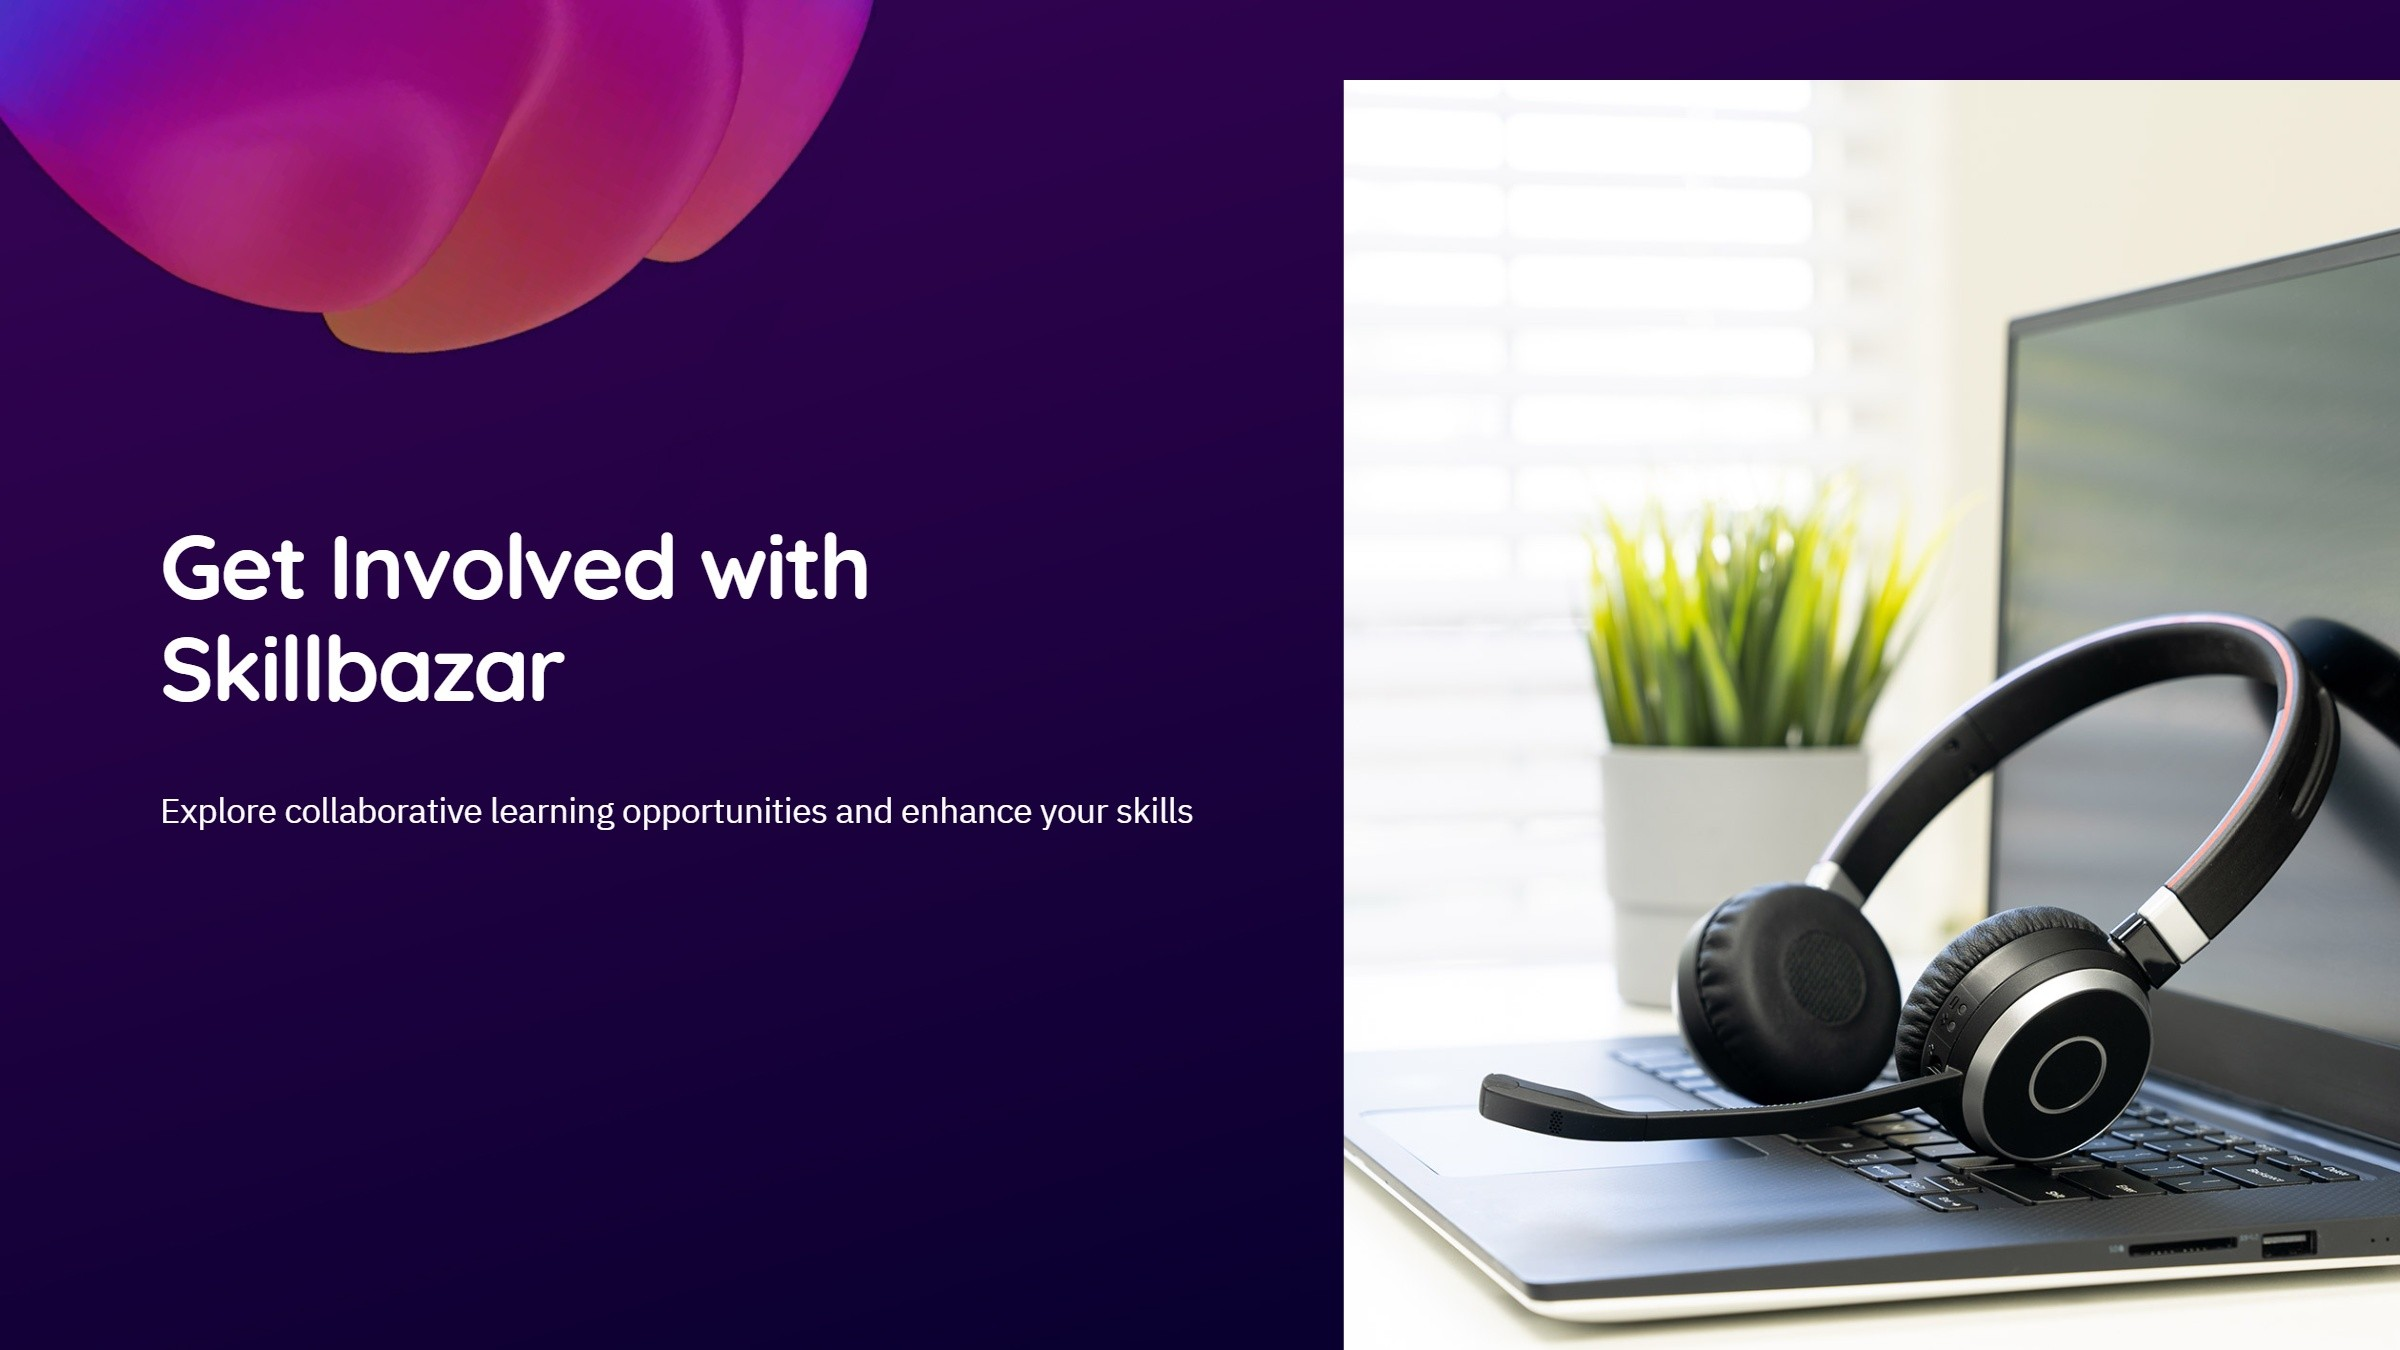 Get Involved with
Skillbazar
Explore collaborative learning opportunities and enhance your skills